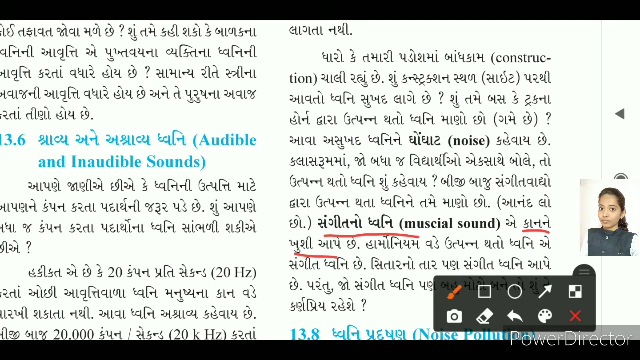 કોઈ તફાવત જોવા મળે છે ? શું તમે કહી શકો કે બાળકના
ધ્વનિની આવૃત્તિ એ પુખ્તવયના વ્યક્તિના ધ્વનિની
આવૃત્તિ કરતાં વધારે હોય છે ? સામાન્ય રીતે સ્ત્રીના
અવાજની આવૃત્તિ વધારે હોય છે અને તે પુરુષના અવાજ
કરતાં તીણો હોય છે.
13.6 શ્રાવ્ય અને અશ્રાવ્ય ધ્વનિ (Audible
and Inaudible Sounds)
આપણે જાણીએ છીએ કે ધ્વનિની ઉત્પત્તિ માટે
આપણને કંપન કરતા પદાર્થની જરૂર પડે છે. શું આપણે
બધા જ કંપન કરતા પદાર્થોના ધ્વનિ સાંભળી શકીએ
છીએ ?
હકીકત એ છે કે 20 કંપન પ્રતિ સેકન્ડ (20 Hz)
કરતાં ઓછી આવૃત્તિવાળા ધ્વનિ મનુષ્યના કાન વડે
પારખી શકાતા નથી. આવા ધ્વનિ અશ્રાવ્ય કહેવાય છે.
બીજી બાજુ 20,000 કંપન / સેકન્ડ (20 k Hz) કરતાં
લાગતા નથી.
ધારો કે તમારી પડોશમાં બાંધકામ (construc-
tion) ચાલી રહ્યું છે. શું કન્સ્ટ્રક્શન સ્થળ (સાઇટ) પરથી
આવતો ધ્વનિ સુખદ લાગે છે ? શું તમે બસ કે ટ્રકના
હોર્ન દ્વારા ઉત્પન્ન થતો ધ્વનિ માણો છો (ગમે છે) ?
આવા અસુખદ ધ્વનિને ઘોંઘાટ (noise) કહેવાય છે.
ક્લાસરૂમમાં, જો બધા જ વિદ્યાર્થીઓ એકસાથે બોલે, તો
ઉત્પન્ન થતો ધ્વનિ શું કહેવાય ? બીજી બાજુ સંગીતવાદ્યો
દ્વારા ઉત્પન્ન થતા ધ્વનિને તમે માણો છો. (આનંદ લો
છો.) સંગીતનો ધ્વનિ (muscial sound) એ કાનને
ખુશી આપે છે. હાર્મોનિયમ વડે ઉત્પન્ન થતો ધ્વનિ એ
સંગીત ધ્વનિ છે. સિતારનો તાર પણ સંગીત ધ્વનિ આપે
છે. પરંતુ, જો સંગીત ધ્વનિ પણ
કર્ણપ્રિય રહેશે ?
13.8 ધ્વનિ પ્રદૂષણ (Noise Pollution)
PowerDirector